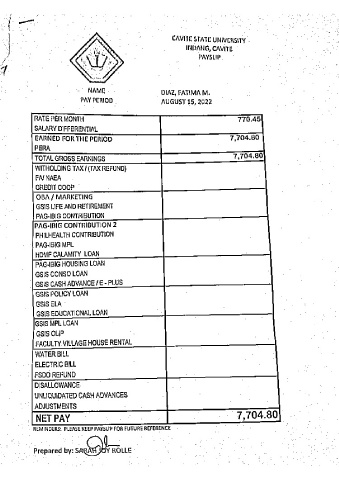 CAVITE STATE UNIVERSITY
INDANG, CAVITE
PAYSLIP
NAME DIAZ, FATIMA M.
PAY PERIOD AUGUST 15, 2022
RATE PER MONTH 770.45
SALARY DIFFERENTIAL
EARNED FOR THE PERIOD 7,704.80
PERA
TOTAL GROSS EARNINGS 7,704.80
WITHOLDING TAX / (TAX REFUND)
FAI NAEA
CREDIT COOP
OBA / MARKETING
GSIS LIFE AND RETIREMENT
PAG-IBIG CONTRIBUTION
PAG-IBIG CONTRIBUTION 2
PHILHEALTH CONTRIBUTION
PAG-IBIG MPL
HDMF CALAMITY LOAN
PAG-IBIG HOUSING LOAN
GSIS CONSO LOAN
GSIS CASH ADVANCE / E - PLUS
GSIS POLICY LOAN
GSIS ELA
GSIS EDUCATIONAL LOAN
GSIS MPL LOAN
GSIS OLIP
FACULTY VILLAGE HOUSE RENTAL
WATER BILL
ELECTRIC BILL
FSDO REFUND
DISALLOWANCE
UNLIQUIDATED CASH ADVANCES
ADJUSTMENTS
NET PAY 7,704.80
REMINDERS: PLEASE KEEP PAYSLIP FOR FUTURE REFERENCE
Prepared by: SARAH JOY ROLLE